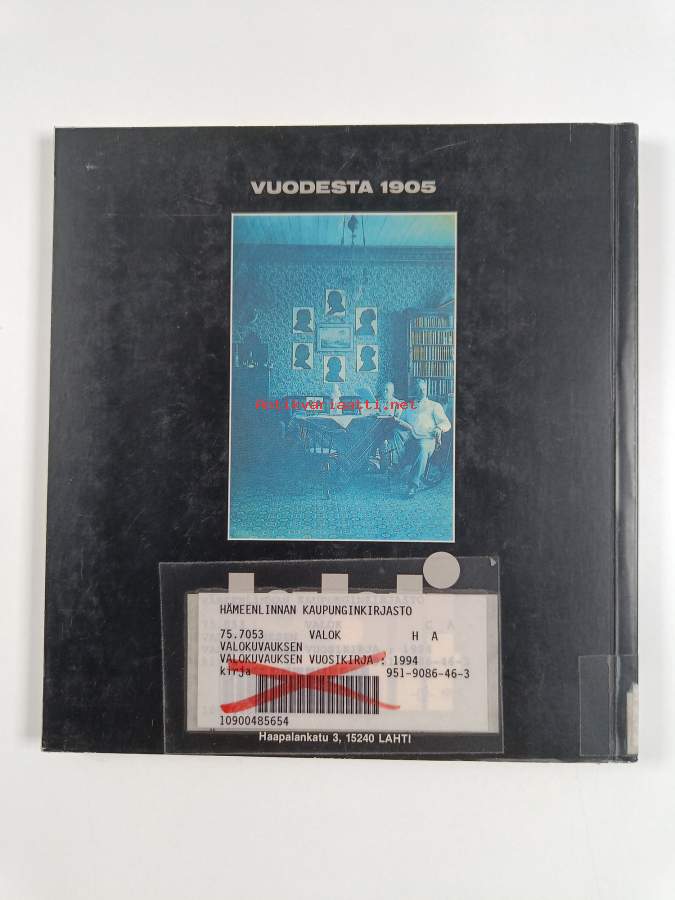 VUODESTA 1905
Antikvariaatti.net
HÄMEENLINNAN KAUPUNGINKIRJASTO
75.7053 VALOK H A
VALOKUVAUKSEN
VALOKUVAUKSEN VUOSIKIRJA : 1994
kirja 951-9086-46-3
10900485654
Haapalankatu 3, 15240 LAHTI